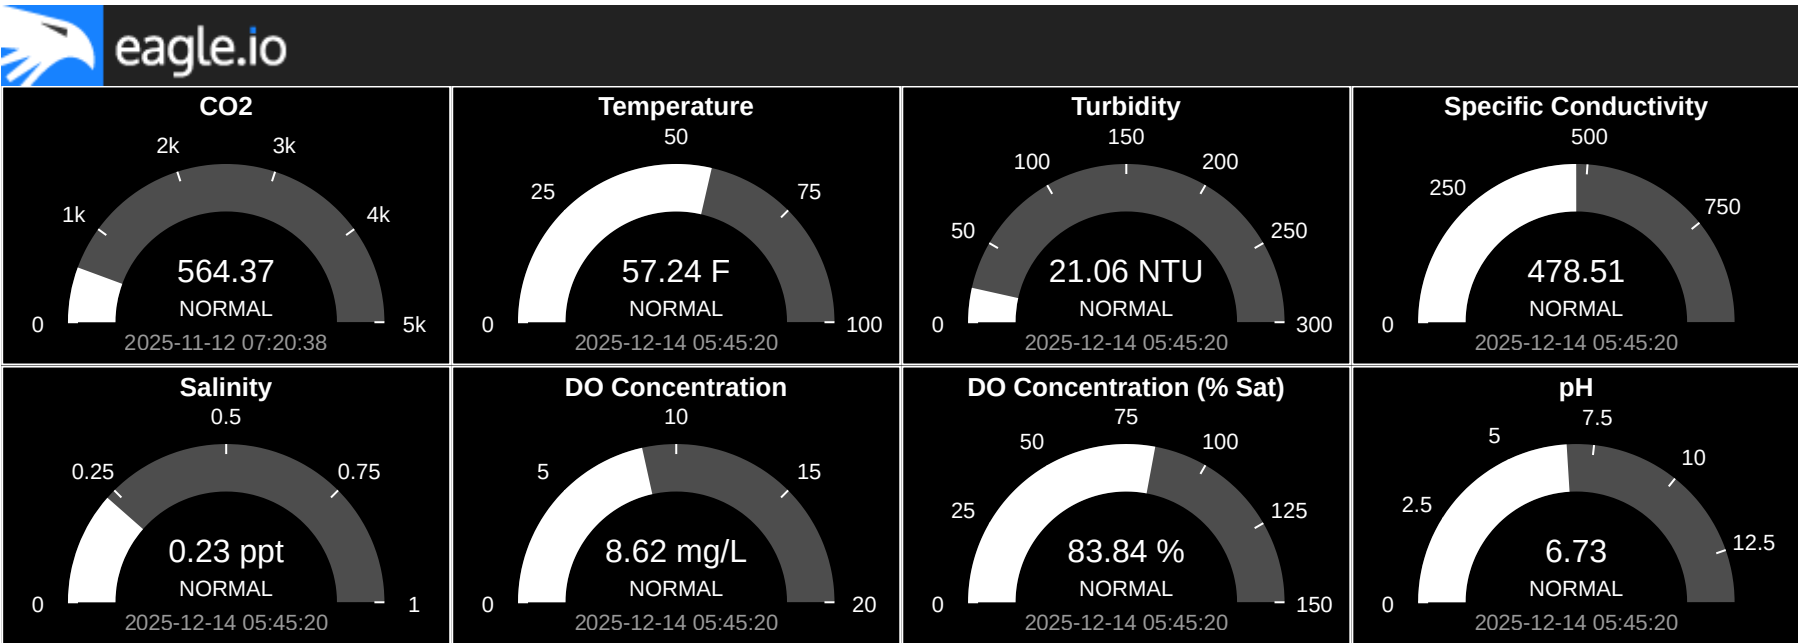 eagle.io
CO2
2k
3k
1k
4k
564.37
NORMAL
0
5k
2025-11-12 07:20:38
Temperature
50
25
75
57.24 F
NORMAL
0
100
2025-12-14 05:45:20
Turbidity
150
100
200
50
250
21.06 NTU
NORMAL
0
300
2025-12-14 05:45:20
Specific Conductivity
500
250
750
478.51
NORMAL
0
2025-12-14 05:45:20
Salinity
0.5
0.25
0.75
0.23 ppt
NORMAL
0
1
2025-12-14 05:45:20
DO Concentration
10
5
15
8.62 mg/L
NORMAL
0
20
2025-12-14 05:45:20
DO Concentration (% Sat)
75
50
100
25
125
83.84 %
NORMAL
0
150
2025-12-14 05:45:20
pH
7.5
5
10
2.5
12.5
6.73
NORMAL
0
2025-12-14 05:45:20